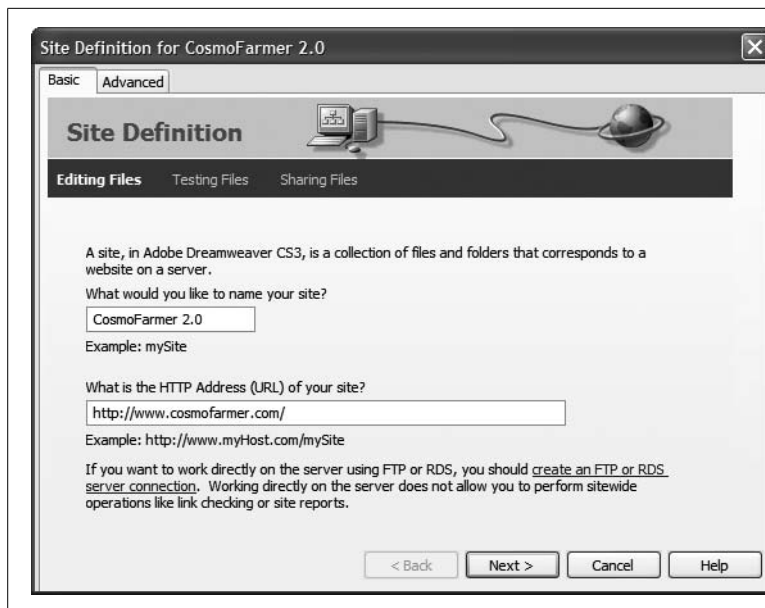 Site Definition for CosmoFarmer 2.0
Basic Advanced
Site Definition
Editing Files Testing Files Sharing Files
A site, in Adobe Dreamweaver CS3, is a collection of files and folders that corresponds to a
website on a server.
What would you like to name your site?
CosmoFarmer 2.0
Example: mySite
What is the HTTP Address (URL) of your site?
http://www.cosmofarmer.com/
Example: http://www.myHost.com/mySite
If you want to work directly on the server using FTP or RDS, you should create an FTP or RDS
server connection. Working directly on the server does not allow you to perform sitewide
operations like link checking or site reports.
< Back Next > Cancel Help